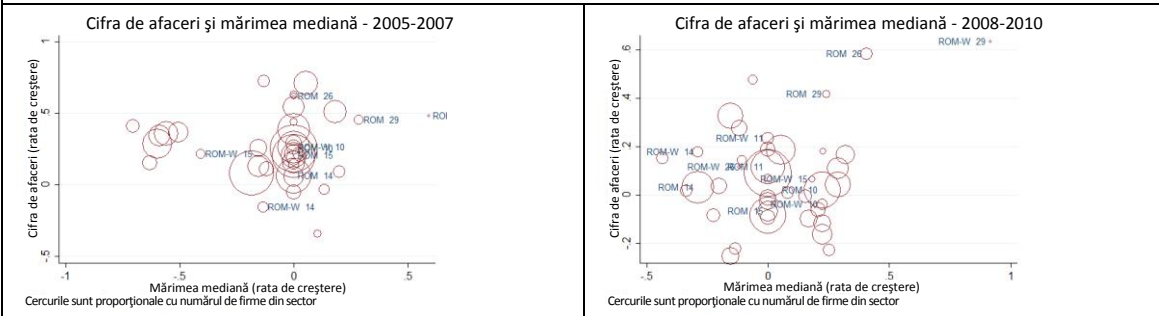 Cifra de afaceri şi mărimea mediană - 2005-2007
Cifra de afaceri (rata de creştere)
1
.5
0
-.5
ROM 26
ROM 29
ROI
ROM-W 15
ROM 15
ROM 14
ROM-W 14
-1
-.5
0
.5
Mărimea mediană (rata de creştere)
Cercurile sunt proporţionale cu numărul de firme din sector
Cifra de afaceri şi mărimea mediană - 2008-2010
Cifra de afaceri (rata de creştere)
.6
.4
.2
0
-.2
ROM-W 29
ROM 26
ROM 29
ROM-W 11
ROM-W 14
ROM-W 26
ROM 11
ROM-W 15
ROM 14
ROM 10
ROM-W 10
ROM 15
-.5
0
.5
1
Mărimea mediană (rata de creştere)
Cercurile sunt proporţionale cu numărul de firme din sector